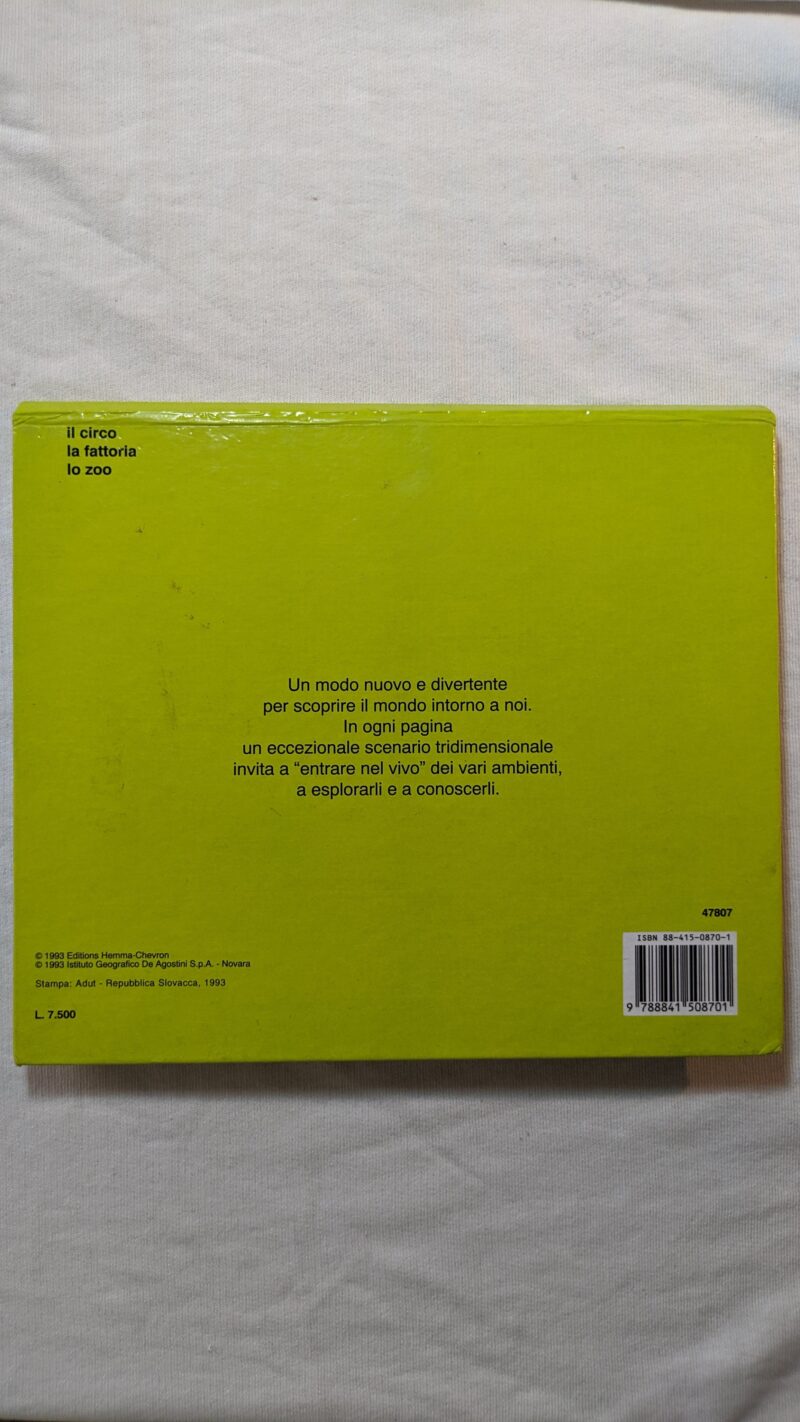 il circo
la fattoria
lo zoo
Un modo nuovo e divertente
per scoprire il mondo intorno a noi.
In ogni pagina
un eccezionale scenario tridimensionale
invita a “entrare nel vivo” dei vari ambienti,
a esplorarli e a conoscerli.
47807
ISBN 88-415-0870-1
9 788841 508701
© 1993 Editions Hemma-Chevron
© 1993 Istituto Geografico De Agostini S.p.A. - Novara
Stampa: Adut - Repubblica Slovacca, 1993
L. 7.500